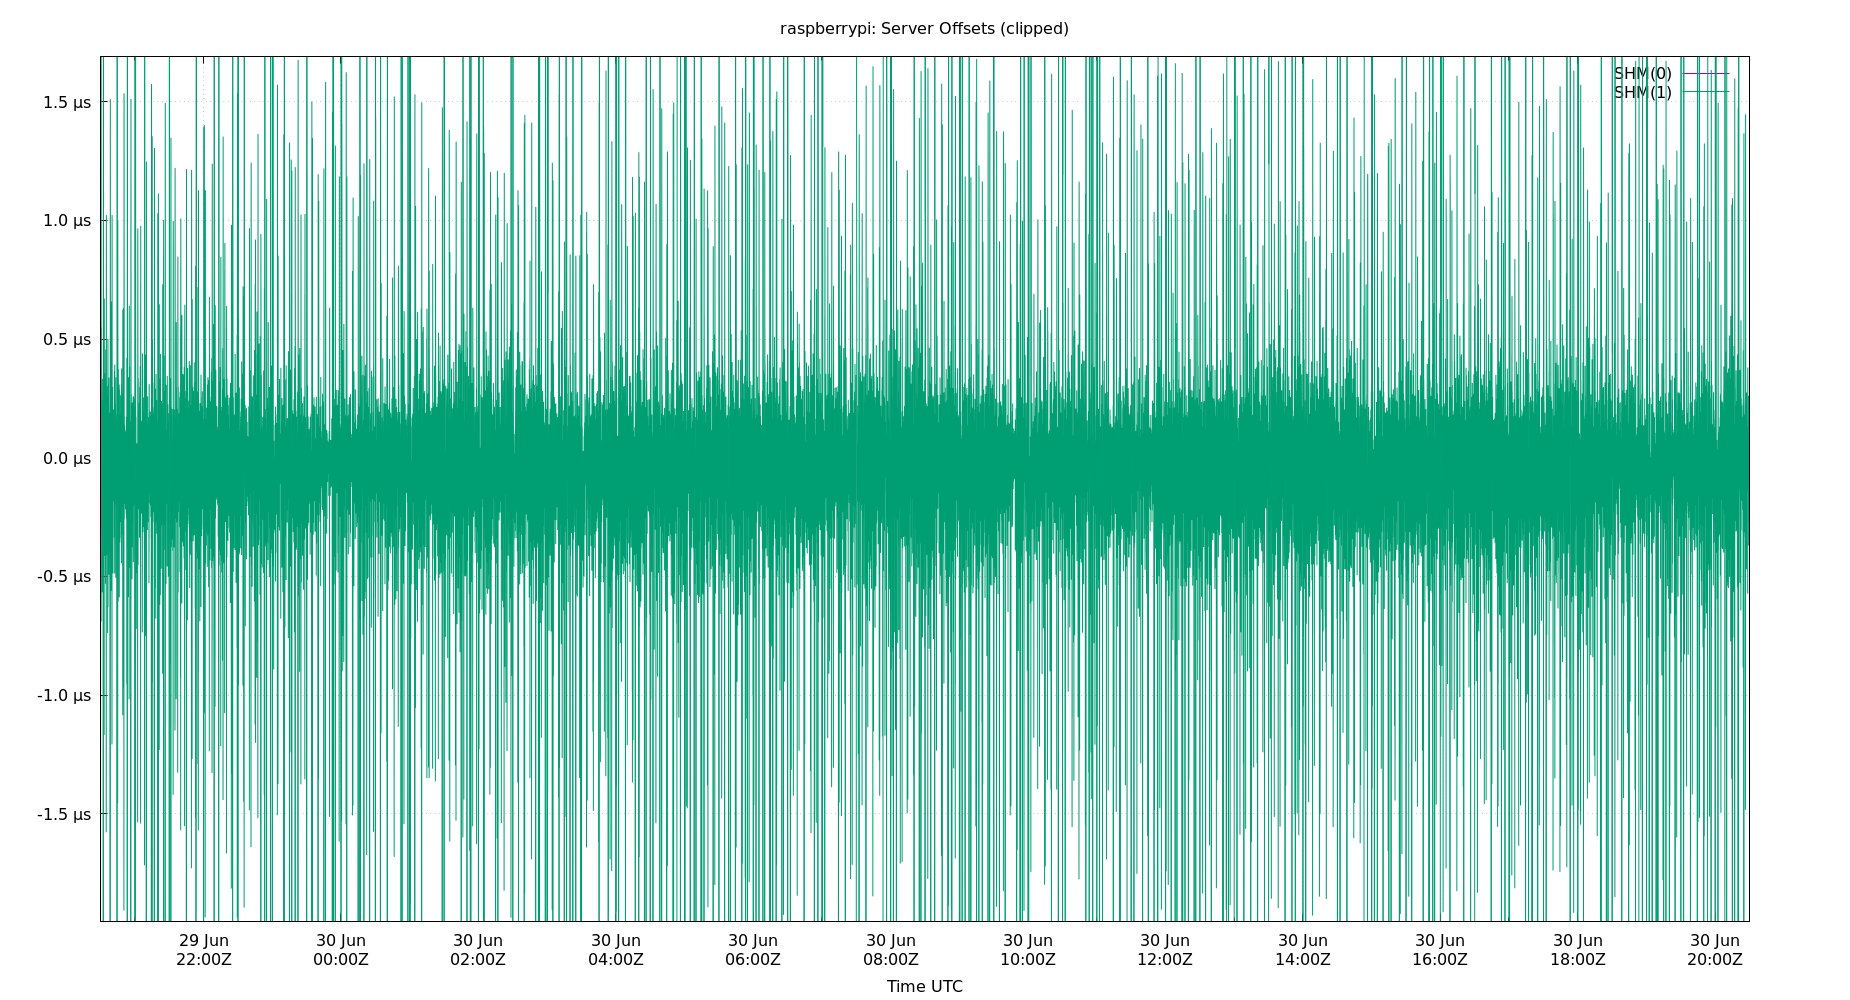 raspberrypi: Server Offsets (clipped)
SHM(0)
SHM(1)
1.5 µs
1.0 µs
0.5 µs
0.0 µs
-0.5 µs
-1.0 µs
-1.5 µs
29 Jun 30 Jun 30 Jun 30 Jun 30 Jun 30 Jun 30 Jun 30 Jun 30 Jun 30 Jun 30 Jun 30 Jun
22:00Z 00:00Z 02:00Z 04:00Z 06:00Z 08:00Z 10:00Z 12:00Z 14:00Z 16:00Z 18:00Z 20:00Z
Time UTC